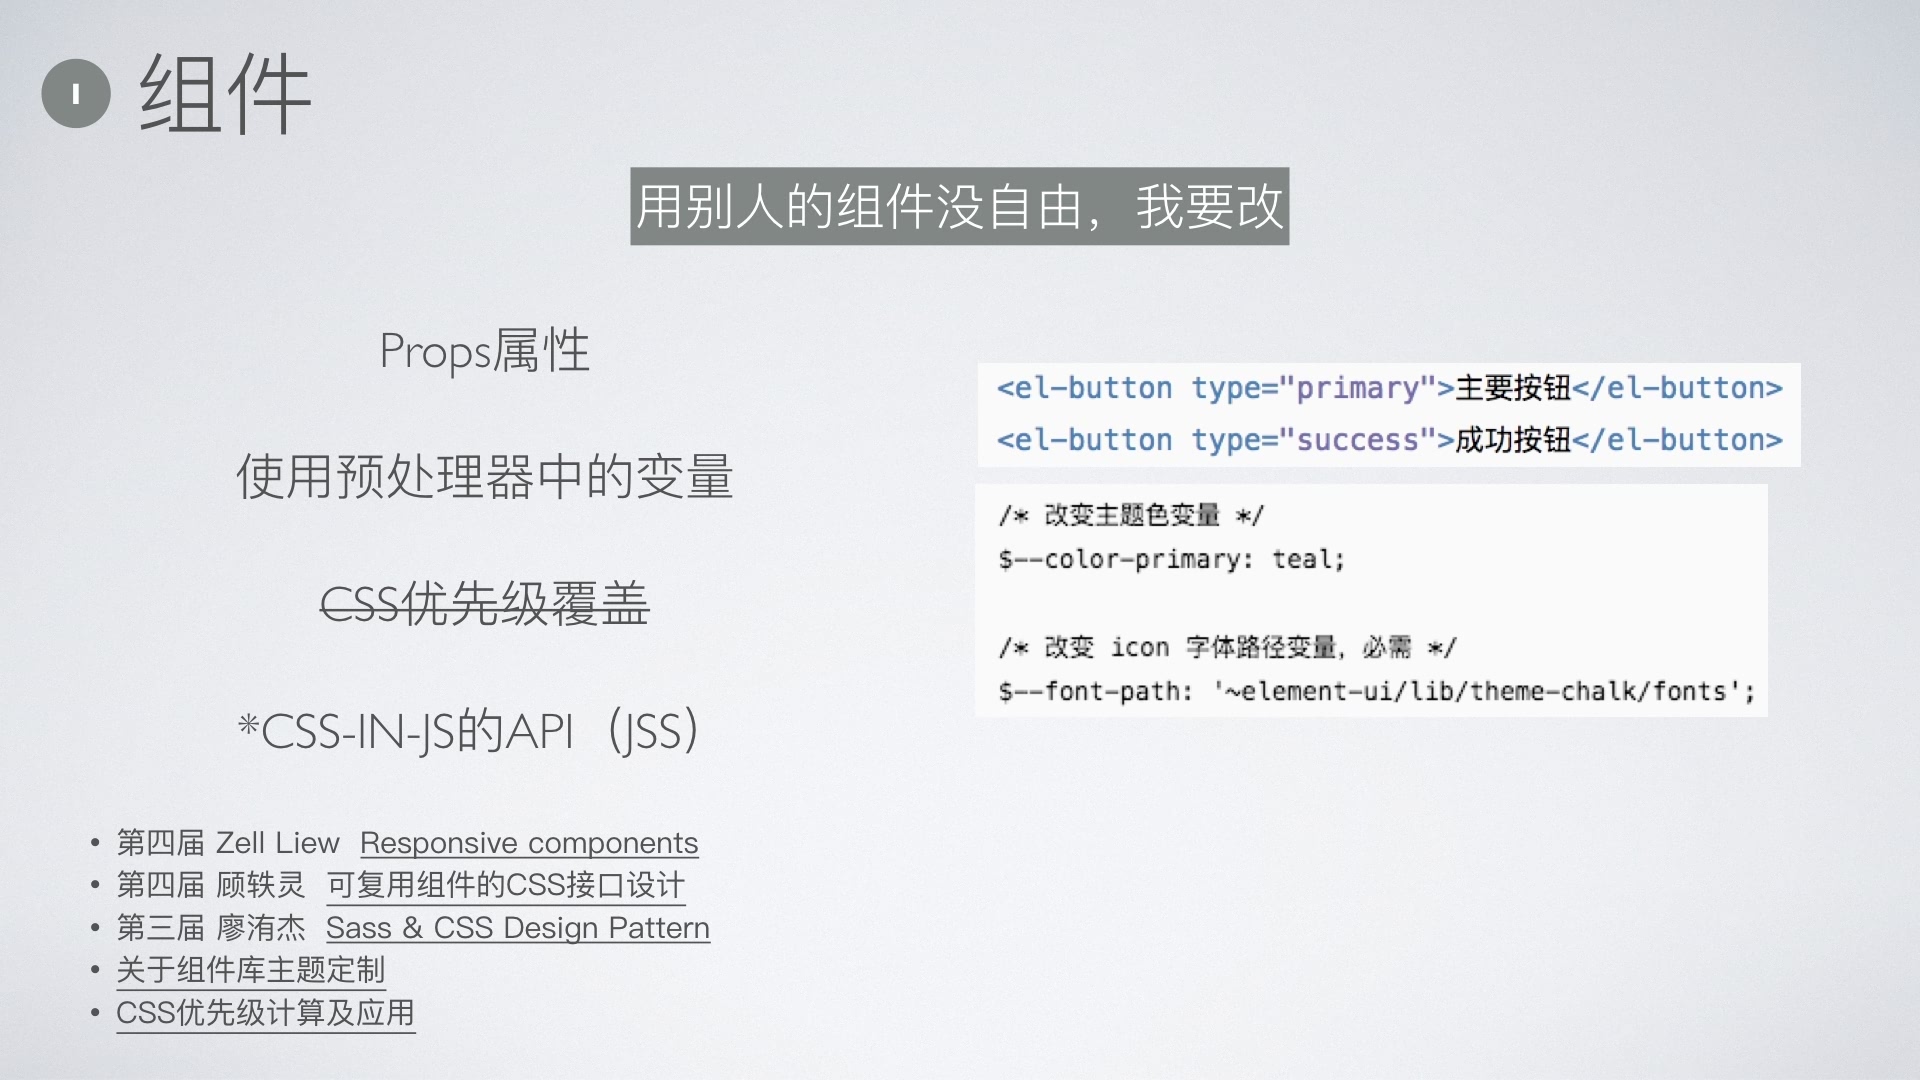 I 组件
用别人的组件没自由，我要改
Props属性
使用预处理器中的变量
CSS优先级覆盖
*CSS-IN-JS的API（JSS）
<el-button type="primary">主要按钮</el-button>
<el-button type="success">成功按钮</el-button>
/* 改变主题色变量 */
$--color-primary: teal;
/* 改变 icon 字体路径变量，必需 */
$--font-path: '~element-ui/lib/theme-chalk/fonts';
• 第四届 Zell Liew Responsive components
• 第四届 顾轶灵 可复用组件的CSS接口设计
• 第三届 廖洧杰 Sass & CSS Design Pattern
• 关于组件库主题定制
• CSS优先级计算及应用